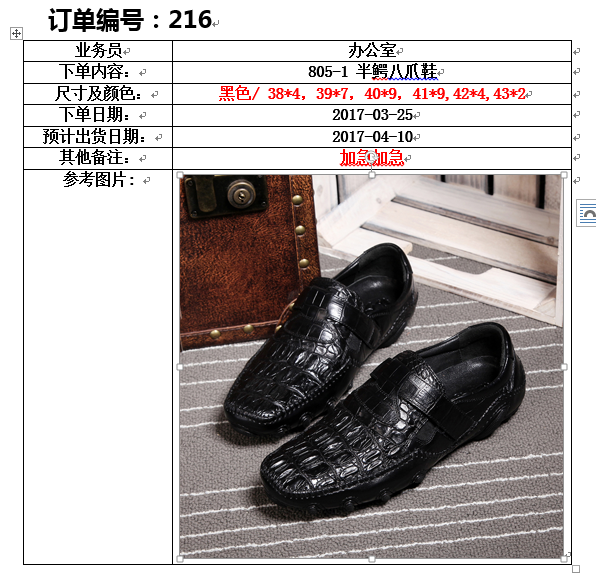 订单编号：216
业务员 办公室
下单内容： 805-1 半鳄八爪鞋
尺寸及颜色： 黑色/ 38*4，39*7，40*9，41*9,42*4,43*2
下单日期： 2017-03-25
预计出货日期： 2017-04-10
其他备注： 加急加急
参考图片：